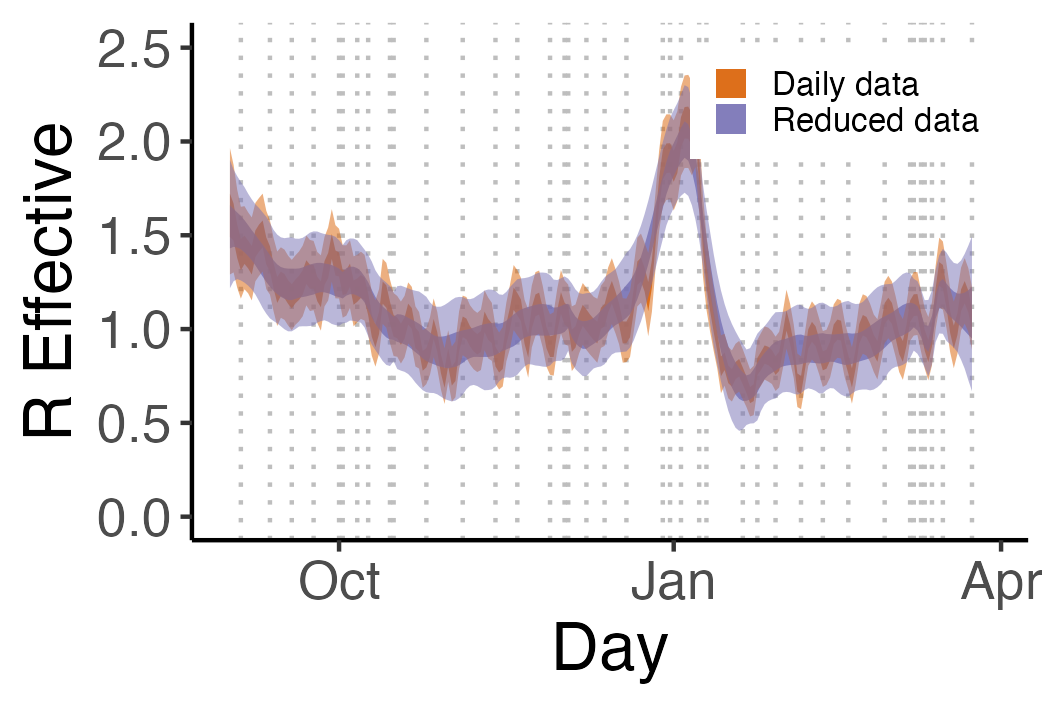 R Effective
2.5
2.0
1.5
1.0
0.5
0.0
Daily data
Reduced data
Oct
Jan
Apr
Day